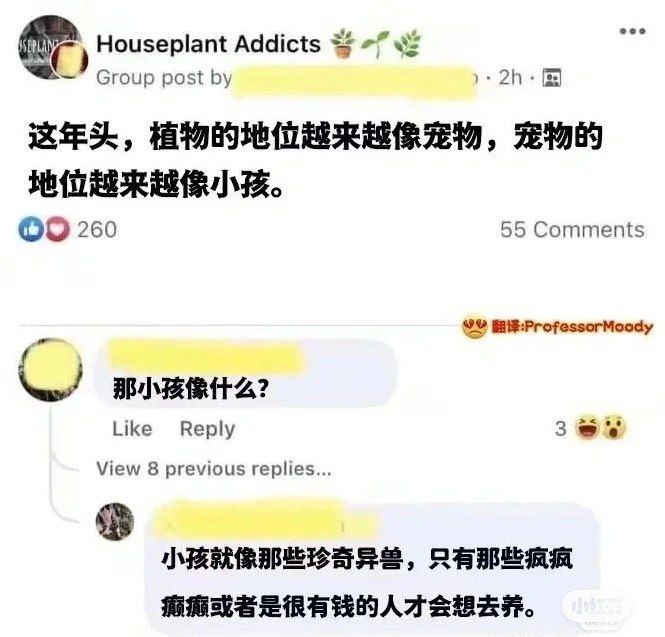 Houseplant Addicts
Group post by
· 2h ·
这年头，植物的地位越来越像宠物，宠物的
地位越来越像小孩。
260
55 Comments
翻译:ProfessorMoody
那小孩像什么？
Like Reply
3
View 8 previous replies...
小孩就像那些珍奇异兽，只有那些疯疯
癫癫或者是很有钱的人才会想去养。
小红书